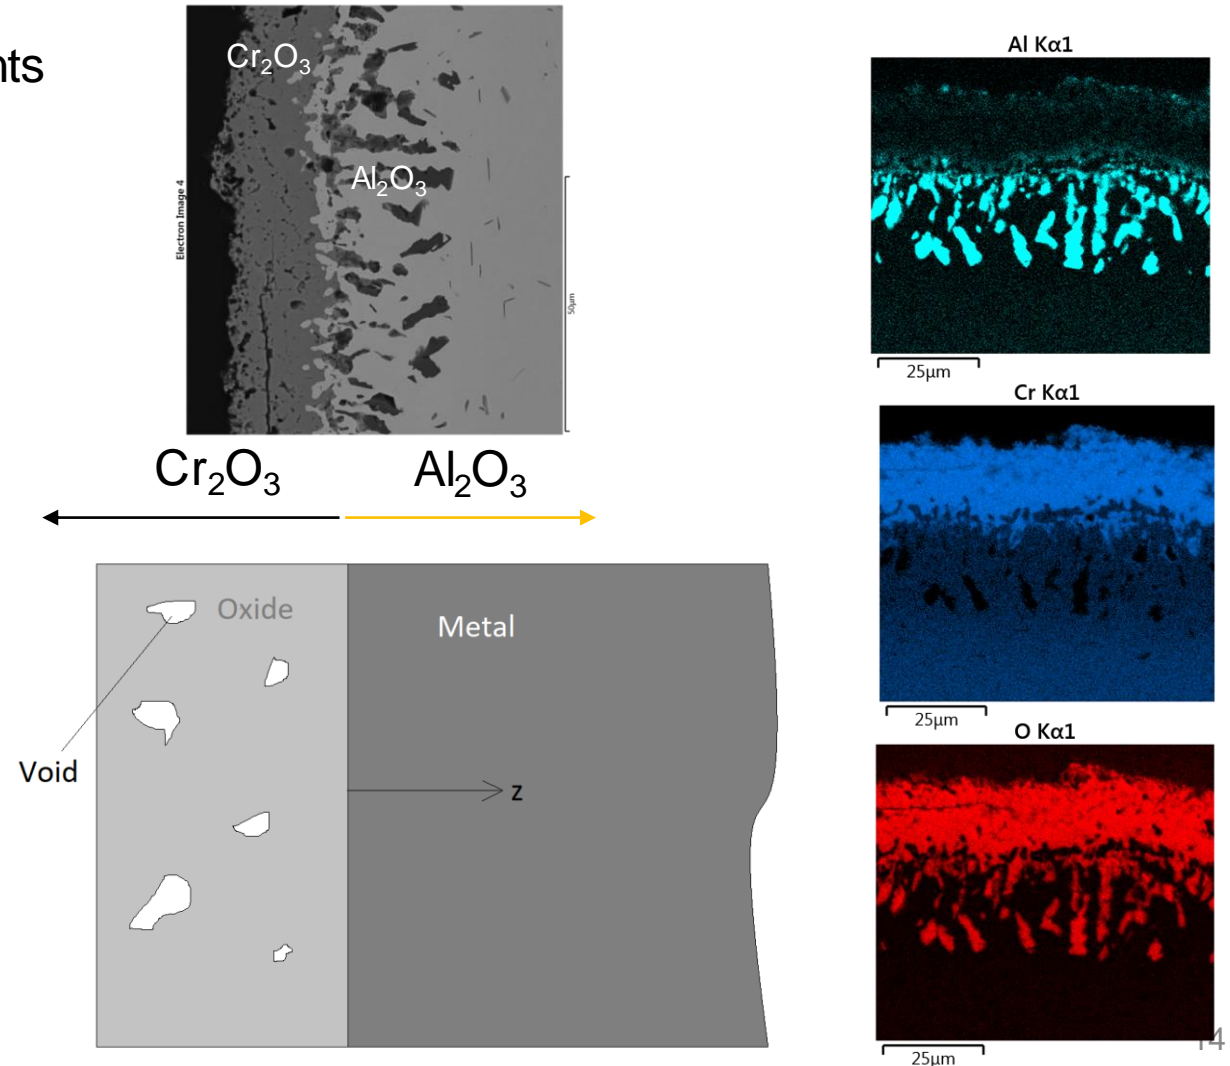 nts
Cr₂O₃
Al₂O₃
Electron Image 4
50µm
Cr₂O₃
Al₂O₃
Oxide
Metal
Void
z
Al Kα1
25µm
Cr Kα1
25µm
O Kα1
25µm